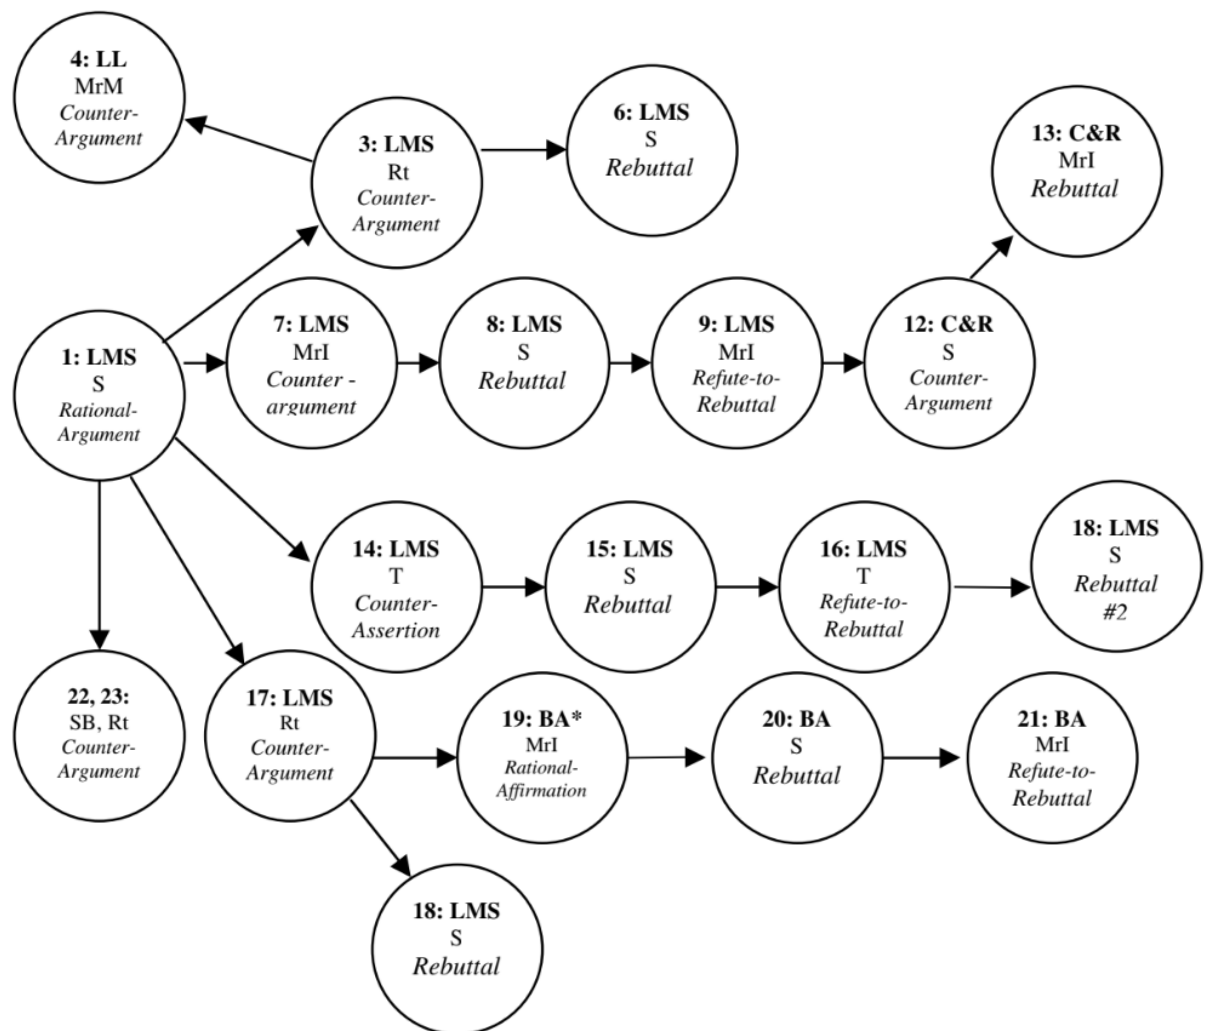 4: LL
MrM
Counter-
Argument
3: LMS
Rt
Counter-
Argument
6: LMS
S
Rebuttal
13: C&R
MrI
Rebuttal
1: LMS
S
Rational-
Argument
7: LMS
MrI
Counter -
argument
8: LMS
S
Rebuttal
9: LMS
MrI
Refute-to-
Rebuttal
12: C&R
S
Counter-
Argument
14: LMS
T
Counter-
Assertion
15: LMS
S
Rebuttal
16: LMS
T
Refute-to-
Rebuttal
18: LMS
S
Rebuttal
#2
22, 23:
SB, Rt
Counter-
Argument
17: LMS
Rt
Counter-
Argument
19: BA*
MrI
Rational-
Affirmation
20: BA
S
Rebuttal
21: BA
MrI
Refute-to-
Rebuttal
18: LMS
S
Rebuttal